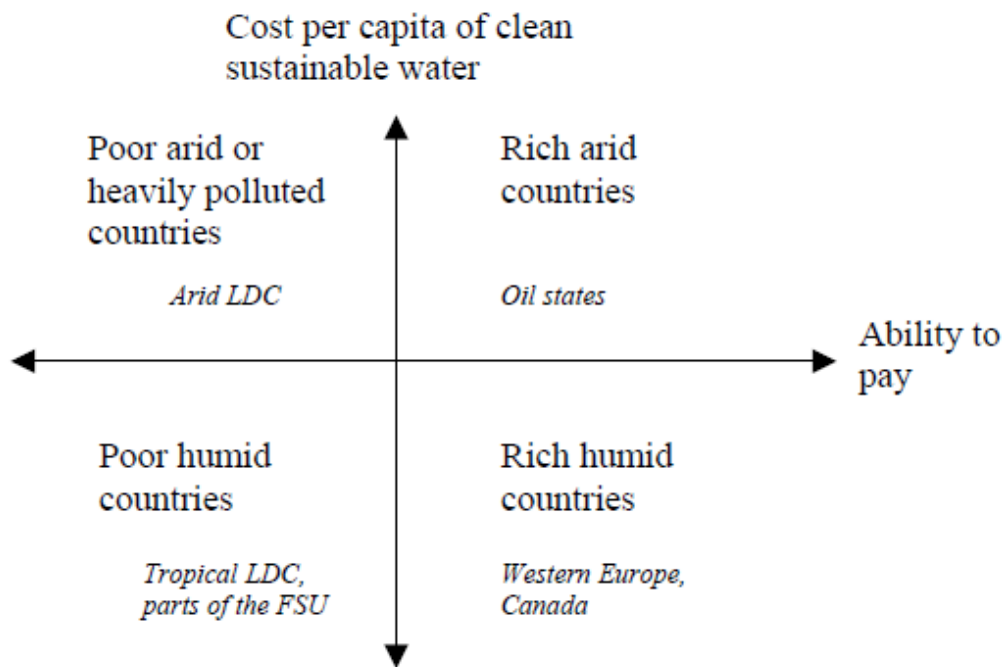 Cost per capita of clean
sustainable water
Poor arid or
heavily polluted
countries
Arid LDC
Rich arid
countries
Oil states
Ability to
pay
Poor humid
countries
Tropical LDC,
parts of the FSU
Rich humid
countries
Western Europe,
Canada